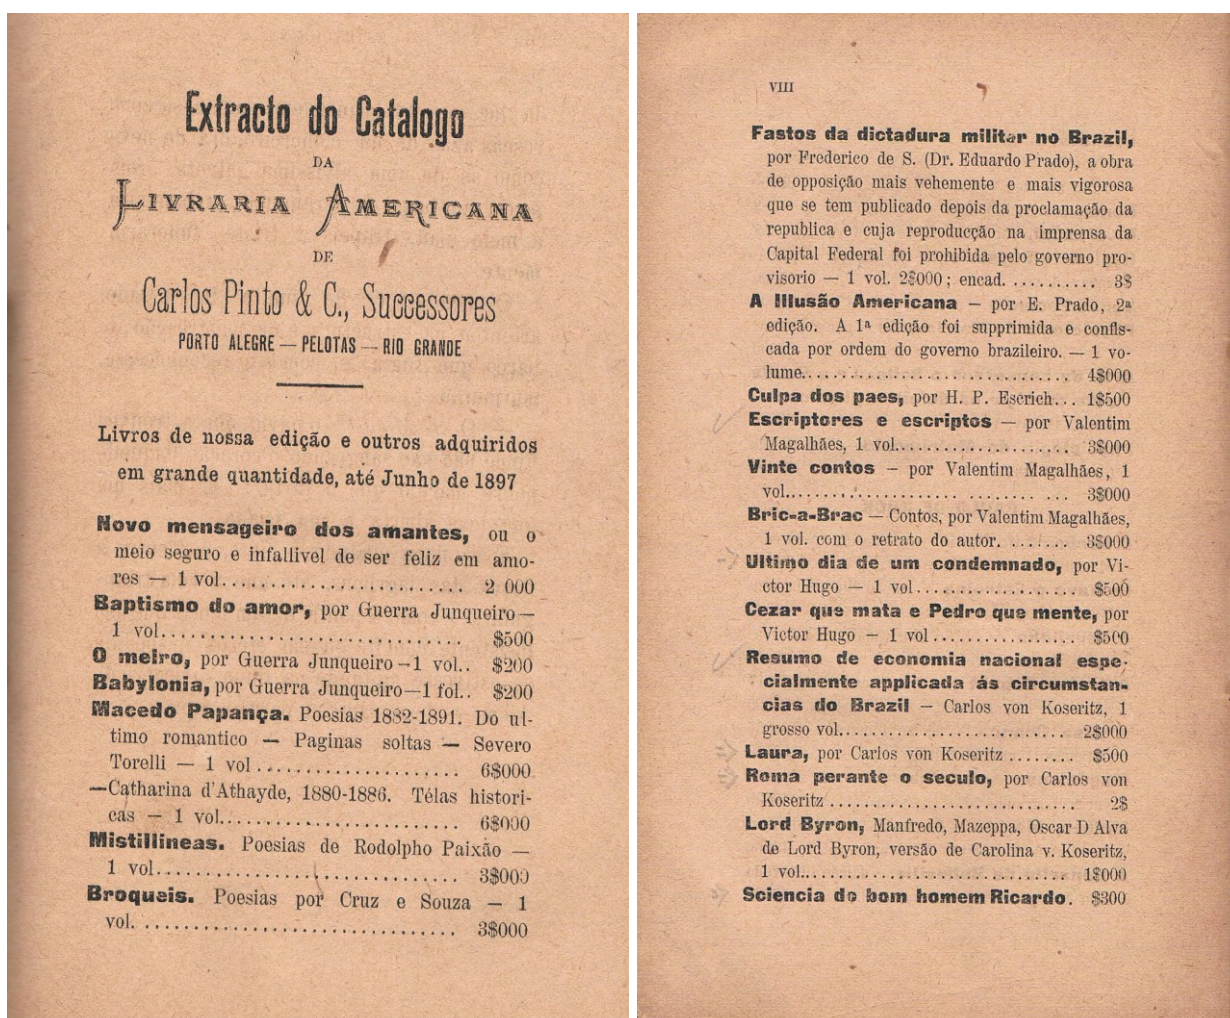 Extracto do Catalogo
DA
LIVRARIA AMERICANA
DE
Carlos Pinto & C., Successores
PORTO ALEGRE — PELOTAS — RIO GRANDE
Livros de nossa edição e outros adquiridos
em grande quantidade, até Junho de 1897
Novo mensageiro dos amantes, ou o
meio seguro e infallivel de ser feliz em amo-
res — 1 vol........................ 2 000
Baptismo do amor, por Guerra Junqueiro—
1 vol............................. $500
O melro, por Guerra Junqueiro—1 vol.. $200
Babylonia, por Guerra Junqueiro—1 fol.. $200
Macedo Papança. Poesias 1882-1891. Do ul-
timo romantico — Paginas soltas — Severo
Torelli — 1 vol .................... 6$000
—Catharina d'Athayde, 1880-1886. Télas histori-
cas — 1 vol....................... 6$000
Mistillineas. Poesias de Rodolpho Paixão —
1 vol............................. 3$000
Broqueis. Poesias por Cruz e Souza — 1
vol. .............................. 3$000
VIII
Fastos da dictadura militar no Brazil,
por Frederico de S. (Dr. Eduardo Prado), a obra
de opposição mais vehemente e mais vigorosa
que se tem publicado depois da proclamação da
republica e cuja reproducção na imprensa da
Capital Federal foi prohibida pelo governo pro-
visorio — 1 vol. 2$000; encad. .......... 3$
A Illusão Americana — por E. Prado, 2ª
edição. A 1ª edição foi supprimida e confis-
cada por ordem do governo brazileiro. — 1 vo-
lume............................ 4$000
Culpa dos paes, por H. P. Escrich... 1$500
Escriptores e escriptos — por Valentim
Magalhães, 1 vol.................... 3$000
Vinte contos — por Valentim Magalhães, 1
vol.................... ........ ... 3$000
Bric-a-Brac — Contos, por Valentim Magalhães,
1 vol. com o retrato do autor. ........ 3$000
Ultimo dia de um condemnado, por Vi-
ctor Hugo — 1 vol................. $500
Cezar que mata e Pedro que mente, por
Victor Hugo — 1 vol ............... $500
Resumo de economia nacional espe-
cialmente applicada ás circumstan-
cias do Brazil — Carlos von Koseritz, 1
grosso vol........................ 2$000
Laura, por Carlos von Koseritz ........ $500
Roma perante o seculo, por Carlos von
Koseritz ............................ 2$
Lord Byron, Manfredo, Mazeppa, Oscar D Alva
de Lord Byron, versão de Carolina v. Koseritz,
1 vol............................ 1$000
Sciencia do bom homem Ricardo. $300